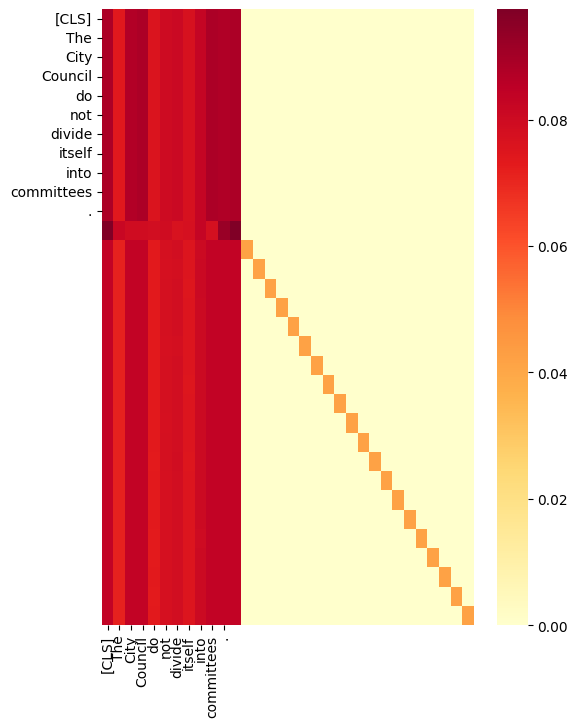 [CLS]
The
City
Council
do
not
divide
itself
into
committees
.
0.08
0.06
0.04
0.02
0.00
[CLS]
The
City
Council
do
not
divide
itself
into
committees
.